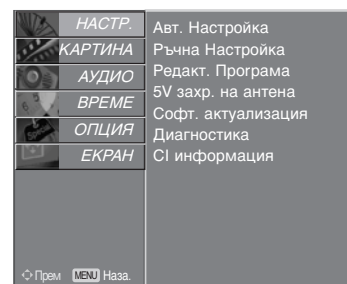 НАСТР.
КАРТИНА
АУДИО
ВРЕМЕ
ОПЦИЯ
ЕКРАН
Авт. Настройка
Ръчна Настройка
Редакт. Програма
5V захр. на антена
Софт. актуализация
Диагностика
CI информация
Прем MENU Наза.